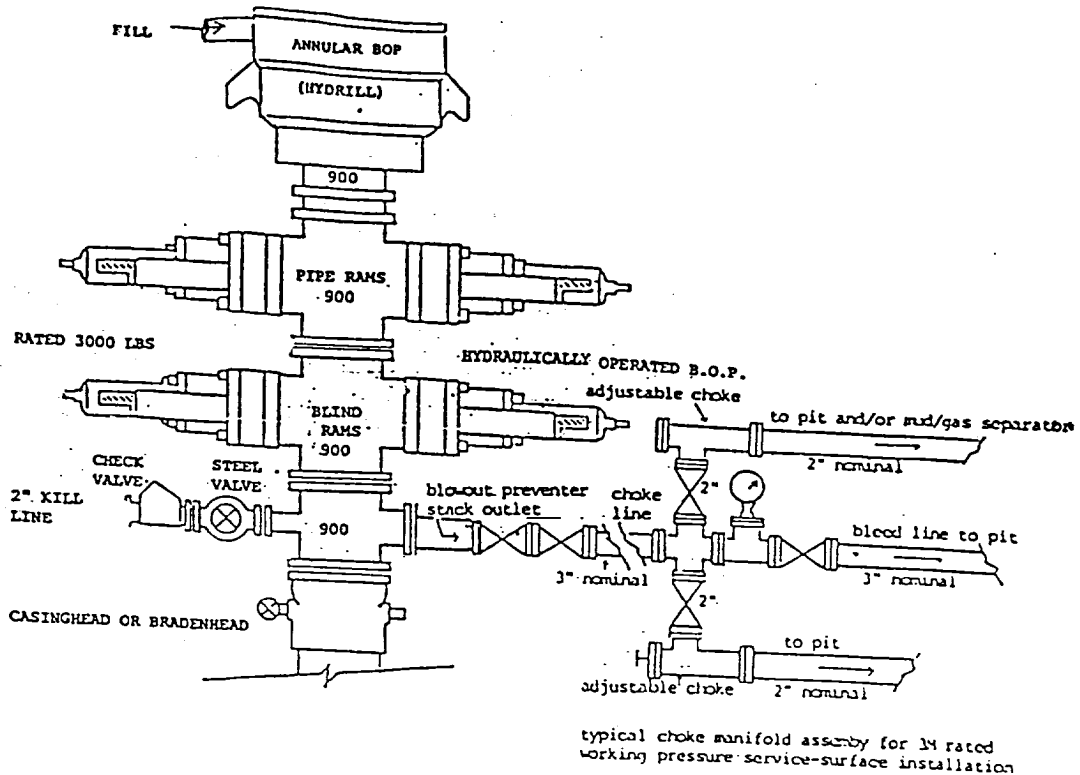 FILL
ANNULAR BOP
(HYDRILL)
900
PIPE RAMS
900
RATED 3000 LBS
HYDRAULICALLY OPERATED B.O.P.
adjustable choke
to pit and/or mud/gas separator
2" nominal
BLIND
RAMS
900
CHECK
VALVE
STEEL
VALVE
2" KILL
LINE
blowout preventer
stack outlet
choke
line
2"
900
bleed line to pit
3" nominal
3" nominal
2"
CASINGHEAD OR BRADENHEAD
to pit
adjustable choke
2" nominal
typical choke manifold assemby for 3M rated
working pressure service-surface installation